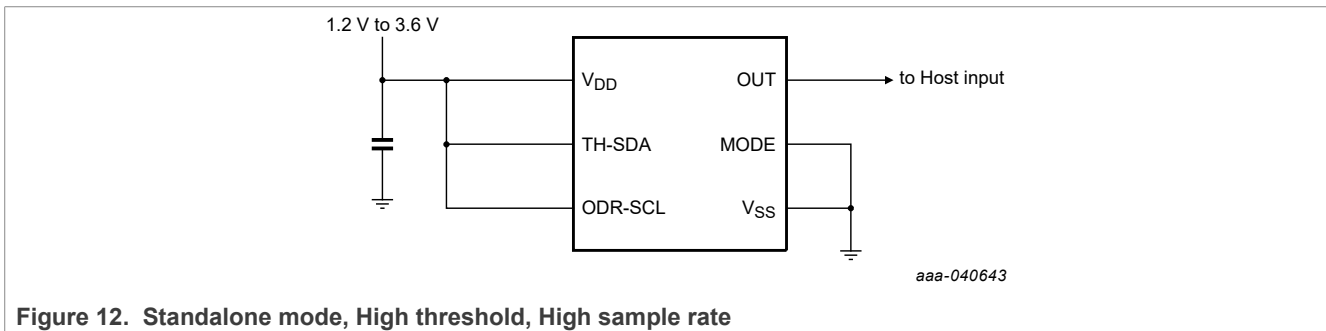 1.2 V to 3.6 V
VDD OUT to Host input
TH-SDA MODE
ODR-SCL VSS
aaa-040643
Figure 12. Standalone mode, High threshold, High sample rate